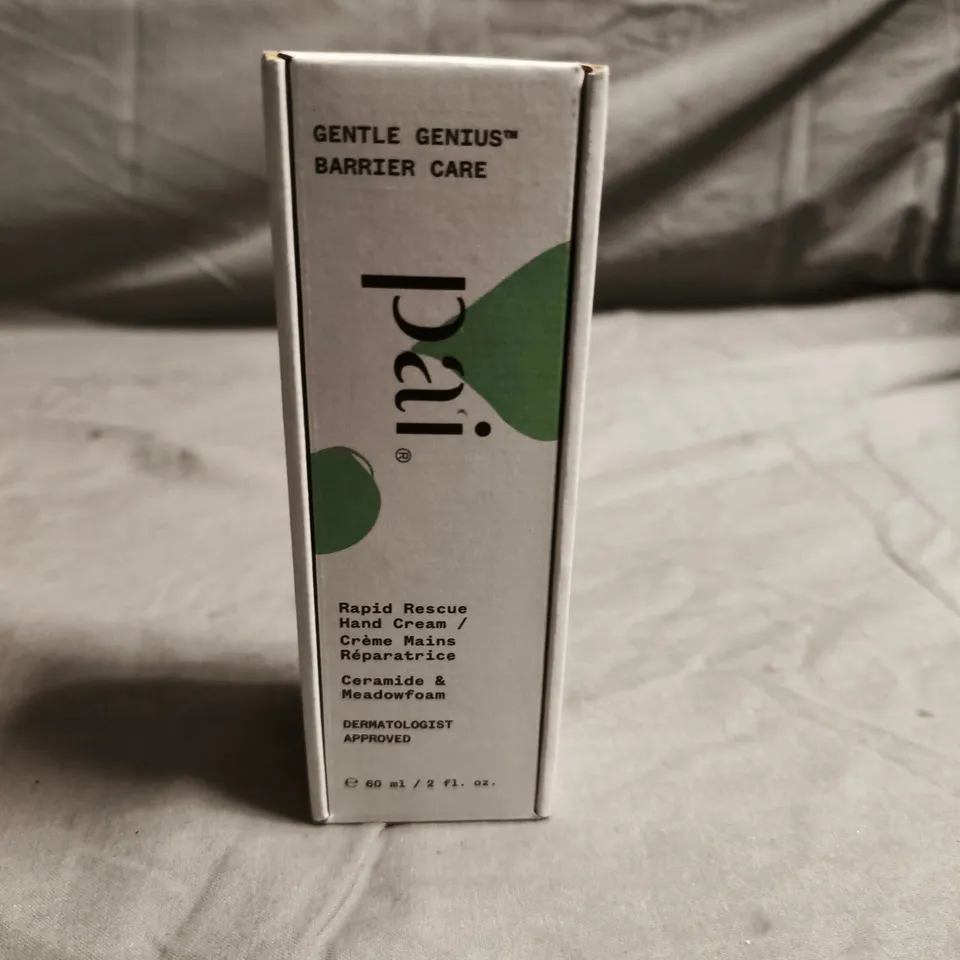 GENTLE GENIUS™
BARRIER CARE
pai®
Rapid Rescue
Hand Cream /
Crème Mains
Réparatrice
Ceramide &
Meadowfoam
DERMATOLOGIST
APPROVED
℮ 60 ml / 2 fl. oz.